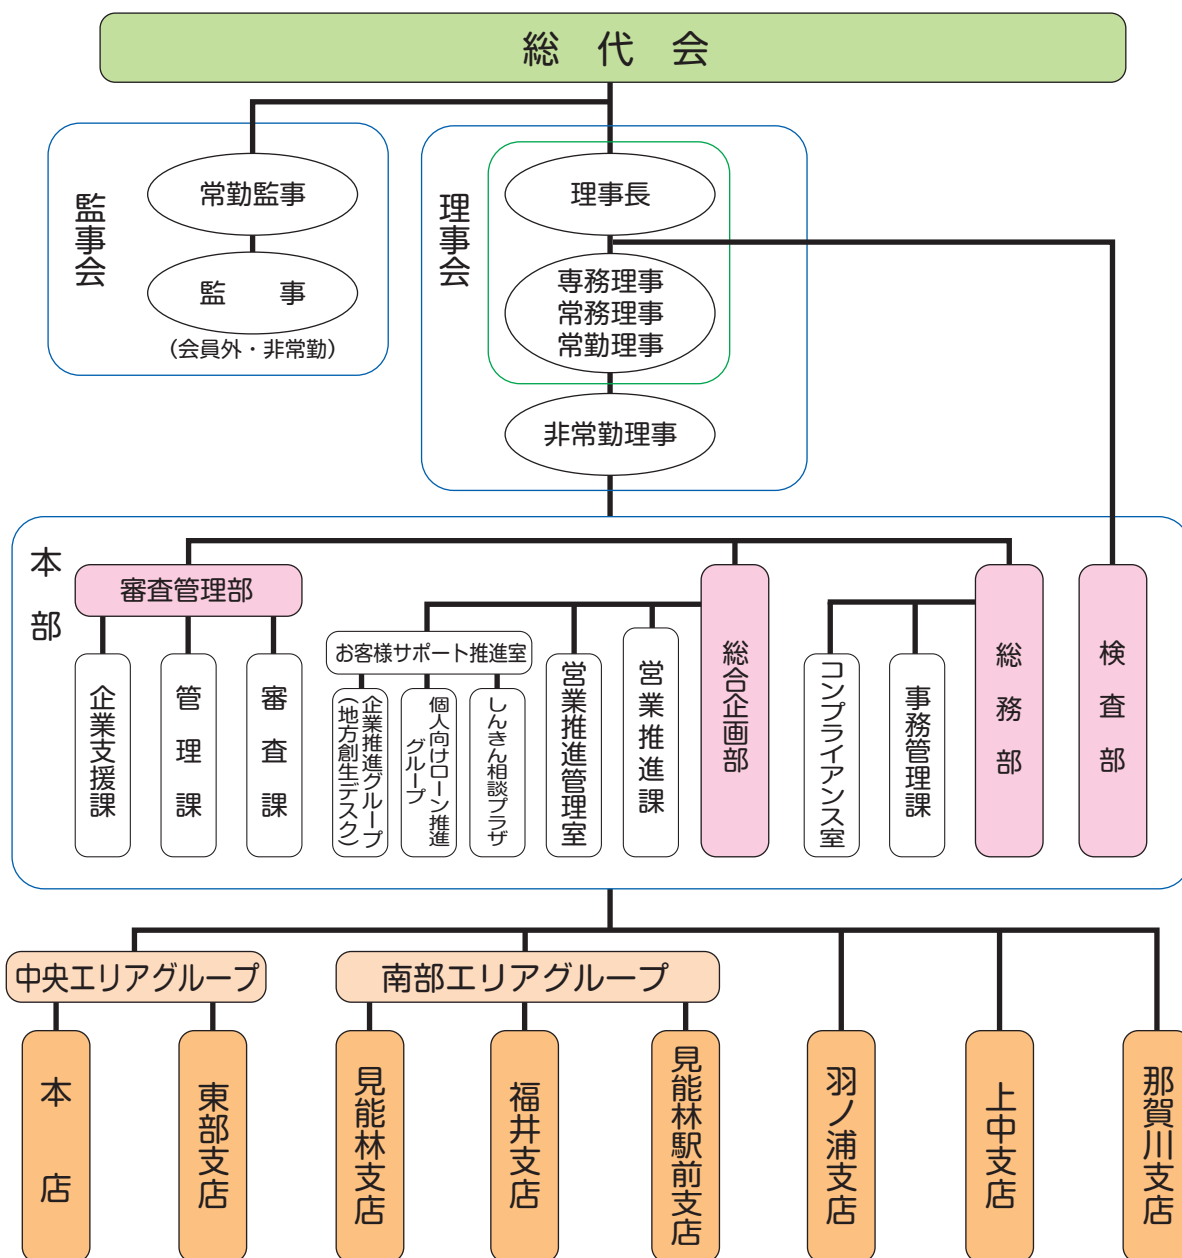 総　代　会
監事会
常勤監事
監　　事
（会員外・非常勤）
理事会
理事長
専務理事
常務理事
常勤理事
非常勤理事
本部
審査管理部
企業支援課
管理課
審査課
お客様サポート推進室
企業推進グループ
（地方創生デスク）
個人向けローン推進
グループ
しんきん相談プラザ
営業推進管理室
営業推進課
総合企画部
コンプライアンス室
事務管理課
総務部
検査部
中央エリアグループ
本店
東部支店
南部エリアグループ
見能林支店
福井支店
見能林駅前支店
羽ノ浦支店
上中支店
那賀川支店